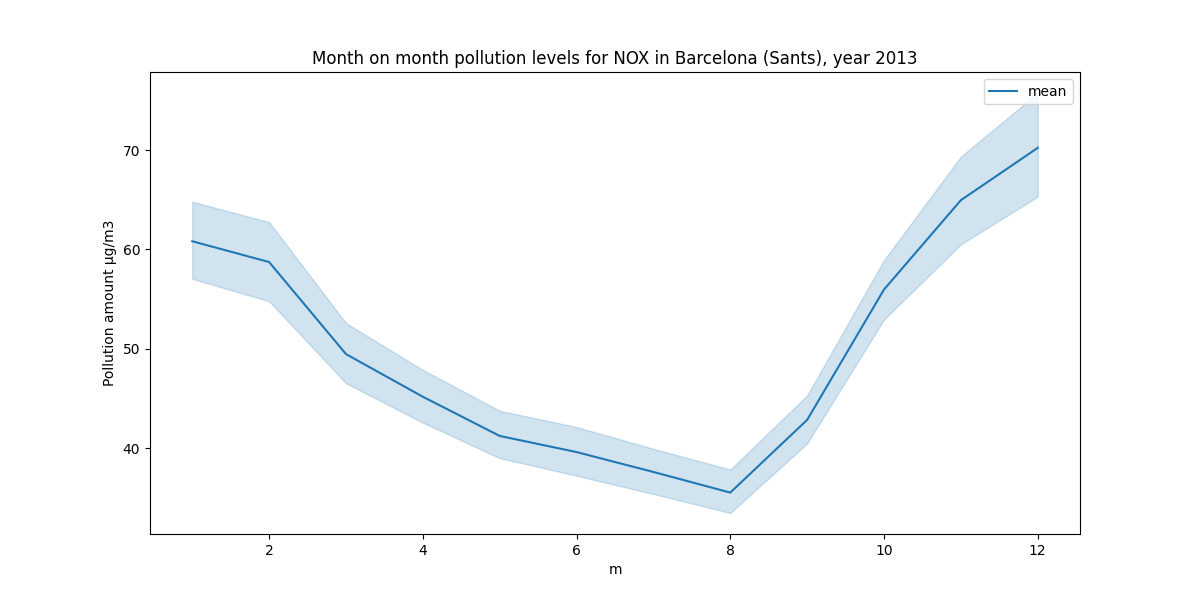 Month on month pollution levels for NOX in Barcelona (Sants), year 2013
mean
Pollution amount µg/m3
70
60
50
40
2 4 6 8 10 12
m